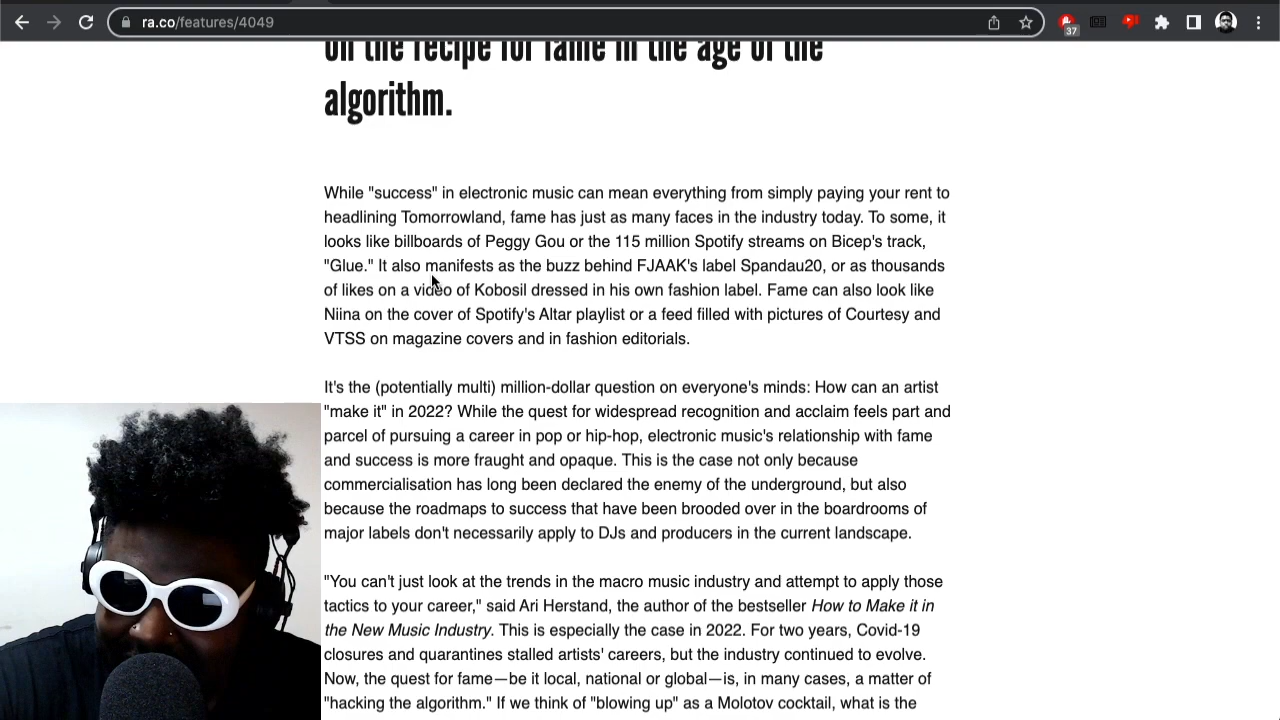 ra.co/features/4049
37
on the recipe for fame in the age of the
algorithm.
While "success" in electronic music can mean everything from simply paying your rent to
headlining Tomorrowland, fame has just as many faces in the industry today. To some, it
looks like billboards of Peggy Gou or the 115 million Spotify streams on Bicep's track,
"Glue." It also manifests as the buzz behind FJAAK's label Spandau20, or as thousands
of likes on a video of Kobosil dressed in his own fashion label. Fame can also look like
Niina on the cover of Spotify's Altar playlist or a feed filled with pictures of Courtesy and
VTSS on magazine covers and in fashion editorials.
It's the (potentially multi) million-dollar question on everyone's minds: How can an artist
"make it" in 2022? While the quest for widespread recognition and acclaim feels part and
parcel of pursuing a career in pop or hip-hop, electronic music's relationship with fame
and success is more fraught and opaque. This is the case not only because
commercialisation has long been declared the enemy of the underground, but also
because the roadmaps to success that have been brooded over in the boardrooms of
major labels don't necessarily apply to DJs and producers in the current landscape.
"You can't just look at the trends in the macro music industry and attempt to apply those
tactics to your career," said Ari Herstand, the author of the bestseller How to Make it in
the New Music Industry. This is especially the case in 2022. For two years, Covid-19
closures and quarantines stalled artists' careers, but the industry continued to evolve.
Now, the quest for fame—be it local, national or global—is, in many cases, a matter of
"hacking the algorithm." If we think of "blowing up" as a Molotov cocktail, what is the